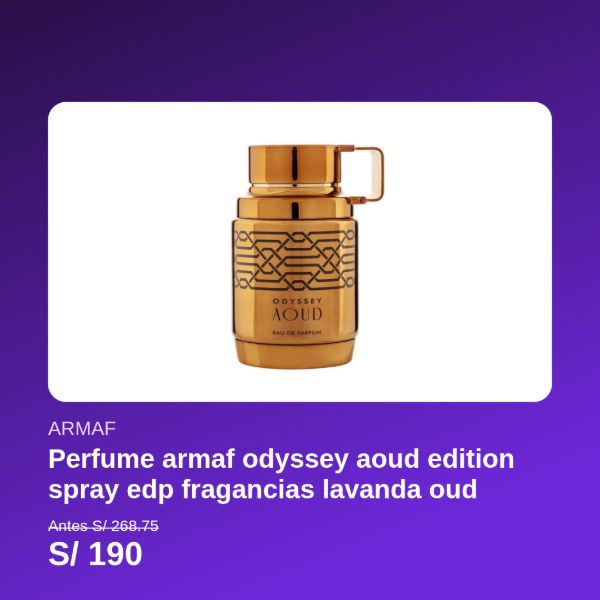 ODYSSEY
AOUD
EAU DE PARFUM
ARMAF
Perfume armaf odyssey aoud edition
spray edp fragancias lavanda oud
Antes S/ 268.75
S/ 190